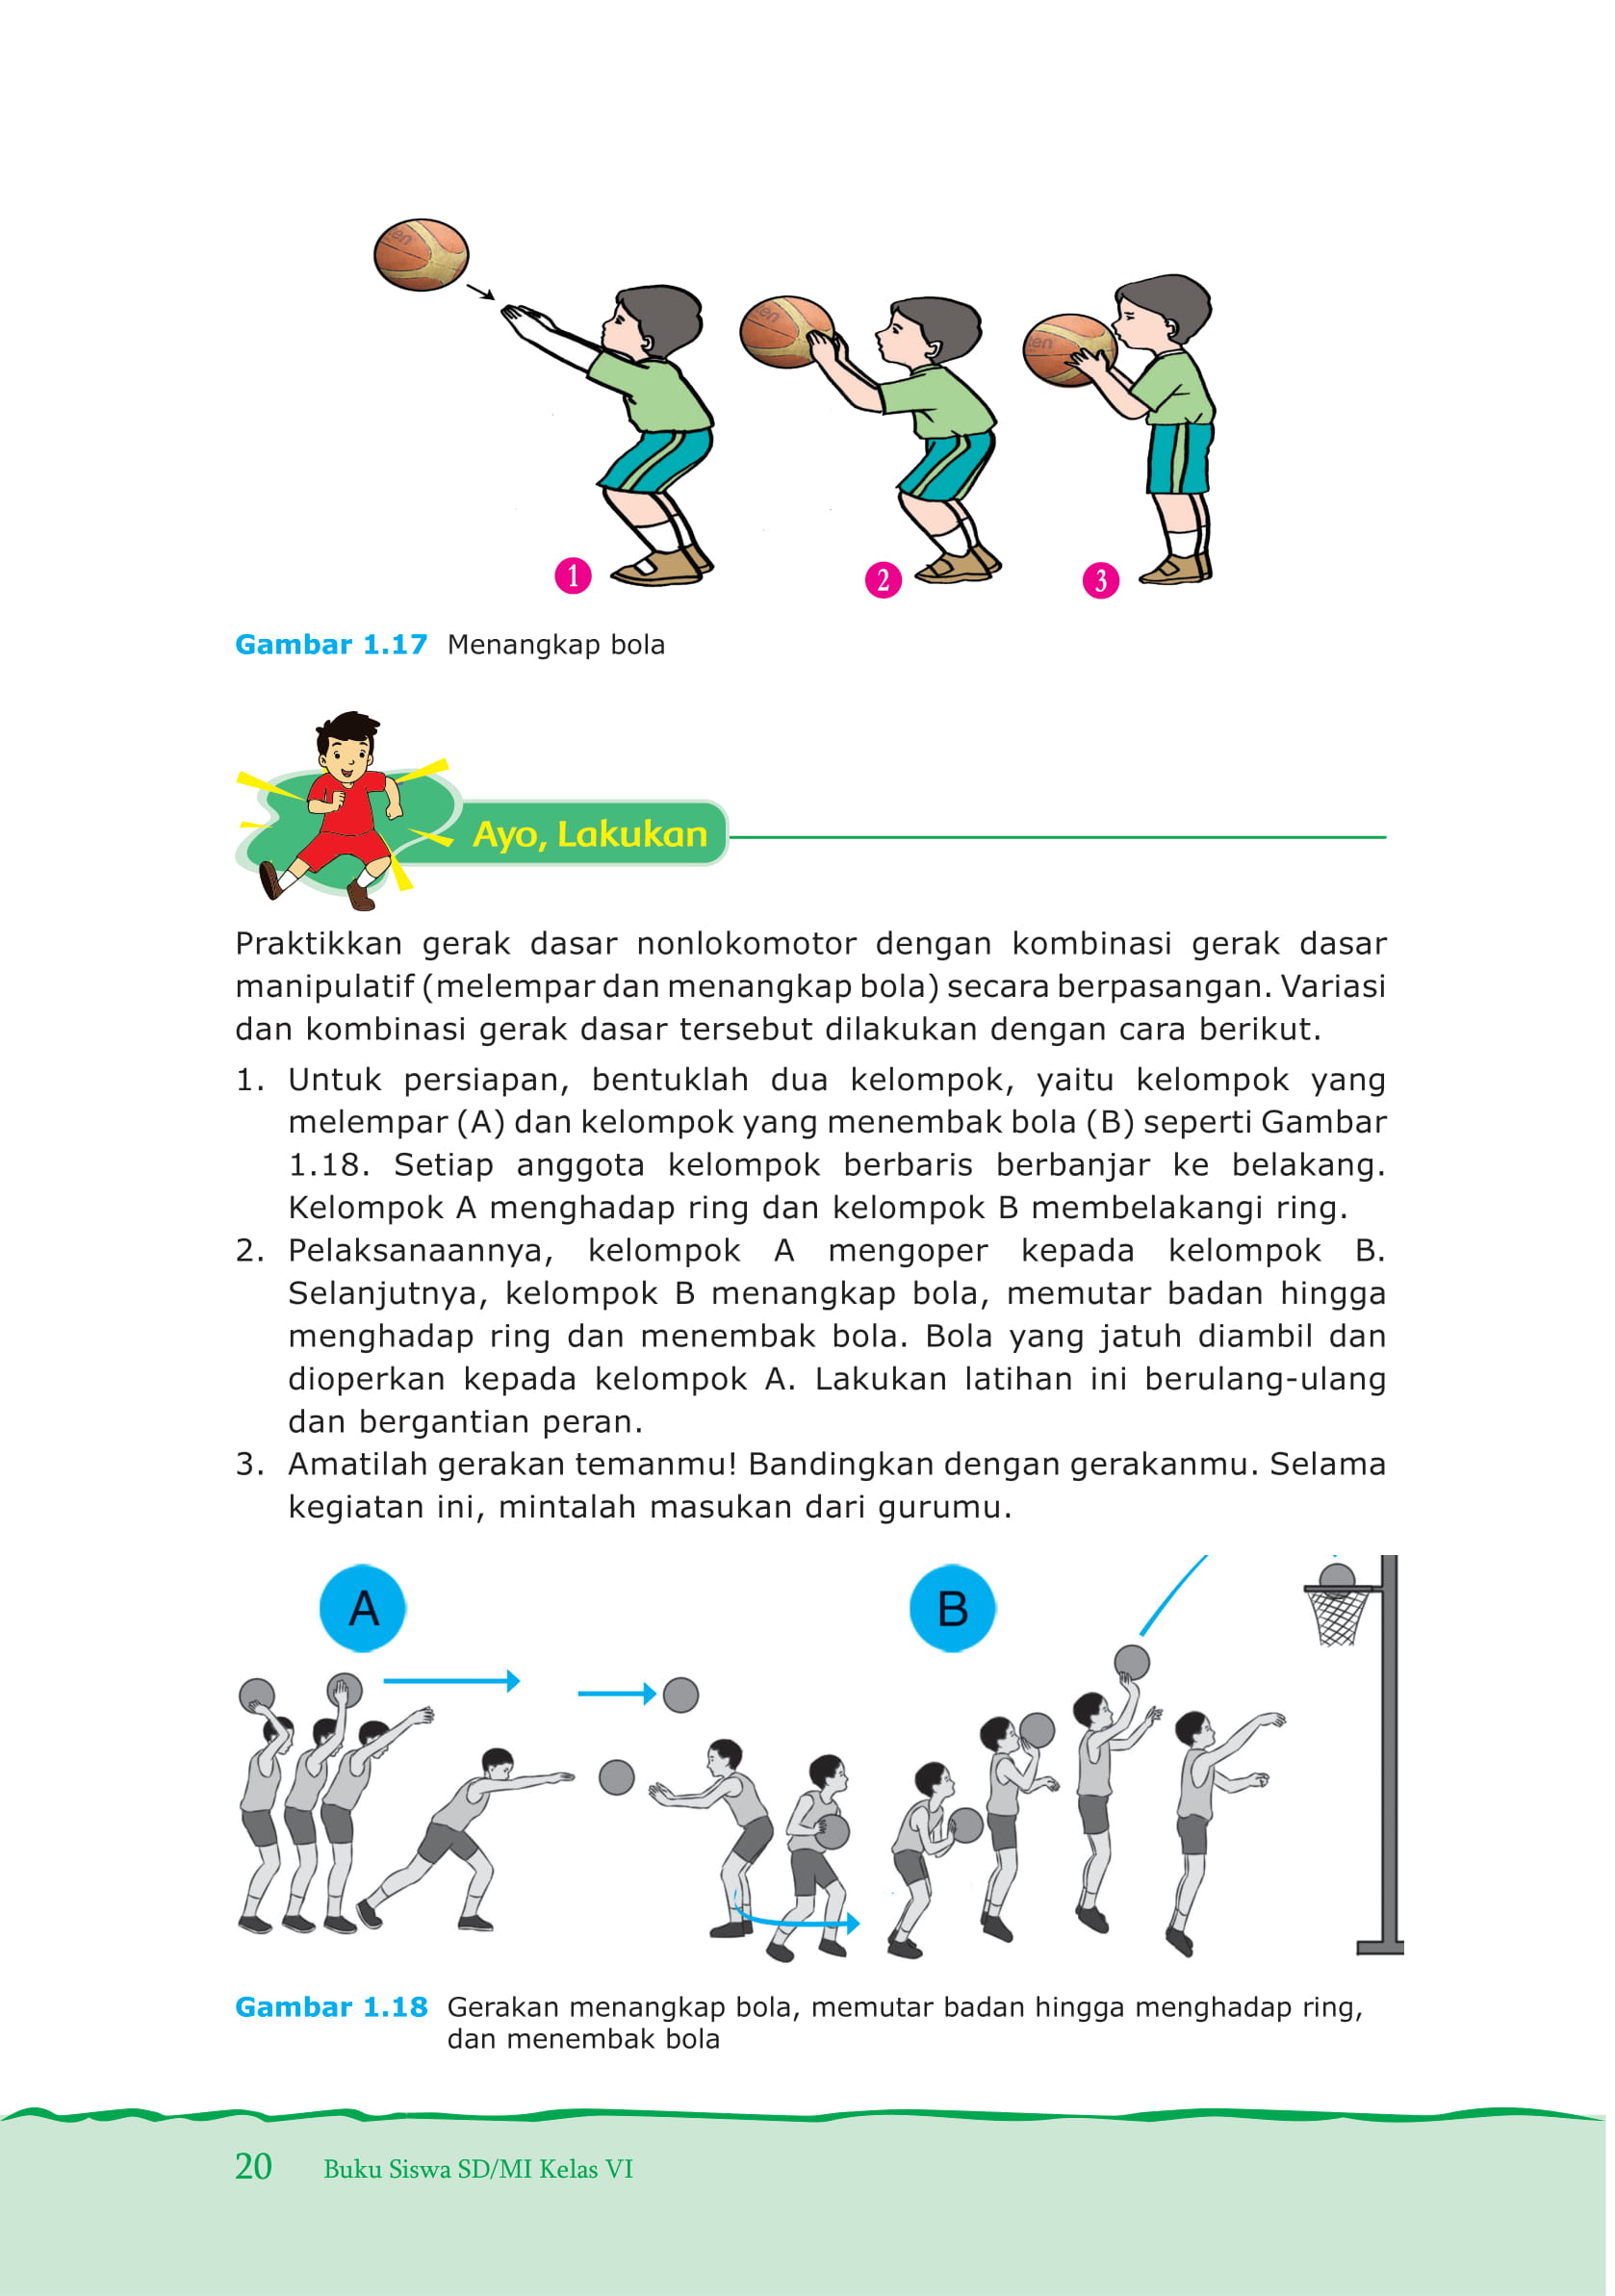 1
2
3
Gambar 1.17 Menangkap bola
Ayo, Lakukan
Praktikkan gerak dasar nonlokomotor dengan kombinasi gerak dasar
manipulatif (melempar dan menangkap bola) secara berpasangan. Variasi
dan kombinasi gerak dasar tersebut dilakukan dengan cara berikut.
1. Untuk persiapan, bentuklah dua kelompok, yaitu kelompok yang
melempar (A) dan kelompok yang menembak bola (B) seperti Gambar
1.18. Setiap anggota kelompok berbaris berbanjar ke belakang.
Kelompok A menghadap ring dan kelompok B membelakangi ring.
2. Pelaksanaannya, kelompok A mengoper kepada kelompok B.
Selanjutnya, kelompok B menangkap bola, memutar badan hingga
menghadap ring dan menembak bola. Bola yang jatuh diambil dan
dioperkan kepada kelompok A. Lakukan latihan ini berulang-ulang
dan bergantian peran.
3. Amatilah gerakan temanmu! Bandingkan dengan gerakanmu. Selama
kegiatan ini, mintalah masukan dari gurumu.
A
B
Gambar 1.18 Gerakan menangkap bola, memutar badan hingga menghadap ring,
dan menembak bola
20 Buku Siswa SD/MI Kelas VI